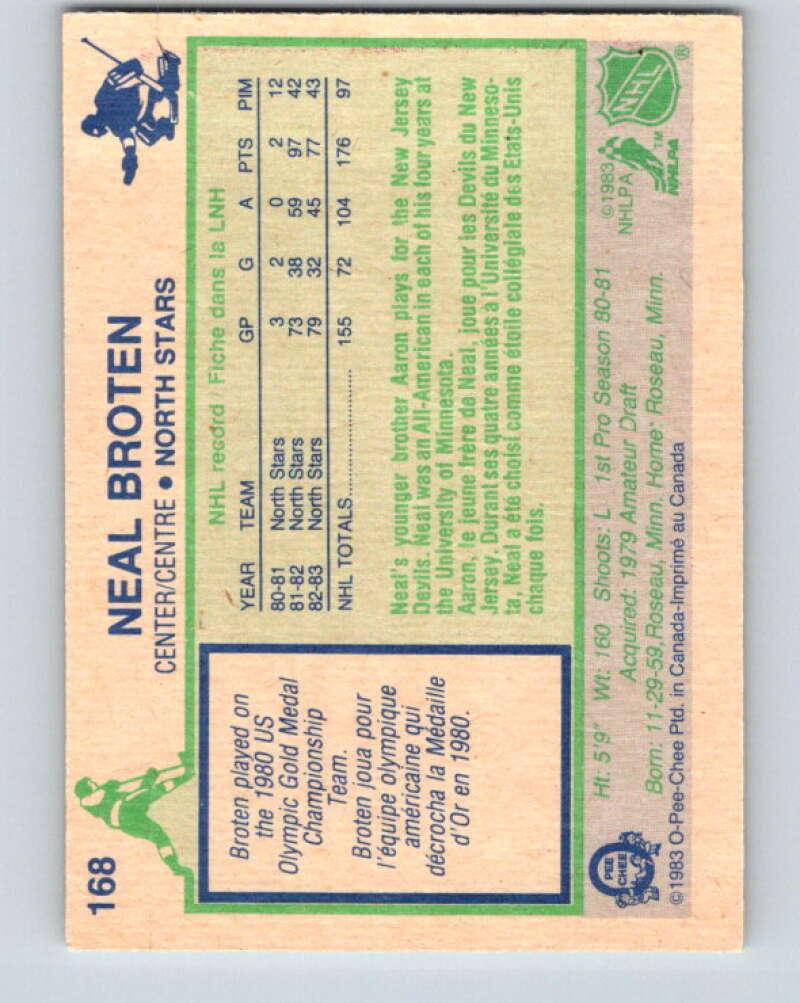 168
NEAL BROTEN
CENTER/CENTRE • NORTH STARS
Broten played on
the 1980 US
Olympic Gold Medal
Championship
Team.
Broten joua pour
l'équipe olympique
américaine qui
décrocha la Médaille
d'Or en 1980.
NHL record / Fiche dans la LNH
YEAR TEAM GP G A PTS PIM
80-81 North Stars 3 2 0 2 12
81-82 North Stars 73 38 59 97 42
82-83 North Stars 79 32 45 77 43
NHL TOTALS 155 72 104 176 97
Neal's younger brother Aaron plays for the New Jersey
Devils. Neal was an All-American in each of his four years at
the University of Minnesota.
Aaron, le jeune frère de Neal, joue pour les Devils du New
Jersey. Durant ses quatre années à l'Université du Minneso-
ta, Neal a été choisi comme étoile collégiale des Etats-Unis
chaque fois.
Ht: 5'9" Wt: 160 Shoots: L 1st Pro Season 80-81
Acquired: 1979 Amateur Draft
Born: 11-29-59, Roseau, Minn. Home: Roseau, Minn.
©1983 O-Pee-Chee Ptd. in Canada-Imprimé au Canada
PEE
CHEE
©1983
NHLPA
NHL ®
NHLPA ™